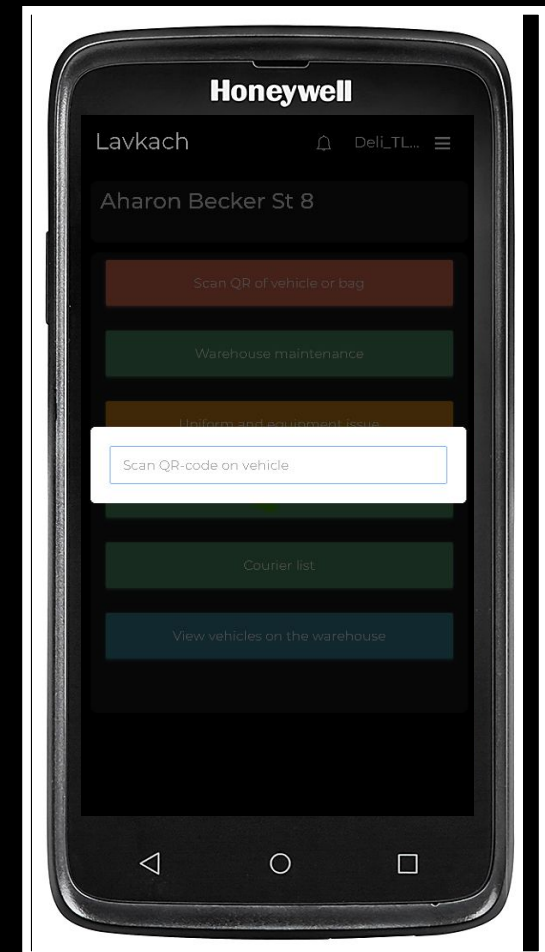 Honeywell
Lavkach
Deli_TL...
Aharon Becker St 8
Scan QR of vehicle or bag
Warehouse maintenance
Uniform and equipment issue
Scan QR-code on vehicle
Courier list
View vehicles on the warehouse